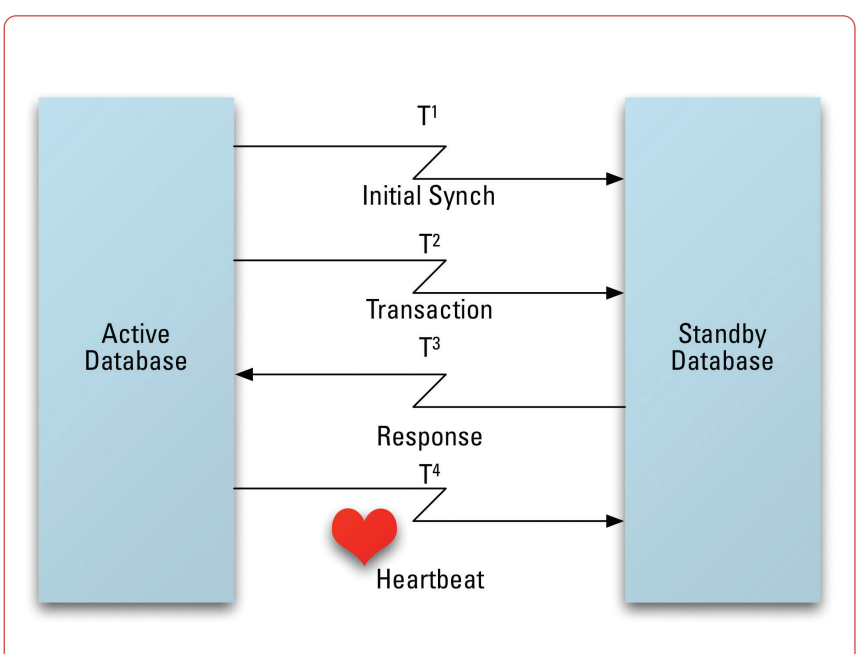 T¹
Initial Synch
T²
Transaction
Active
Database
Standby
Database
T³
Response
T⁴
Heartbeat